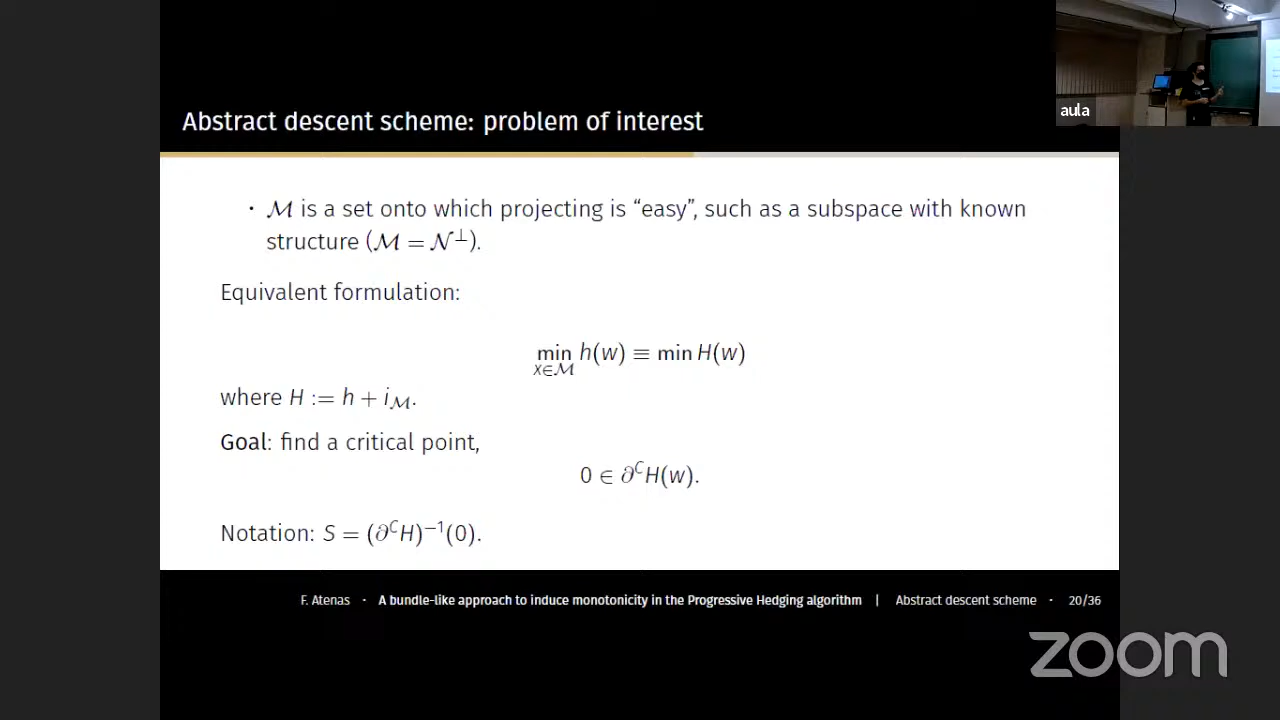 aula
Abstract descent scheme: problem of interest
· ℳ is a set onto which projecting is “easy”, such as a subspace with known
structure (ℳ = 𝒩^⊥).
Equivalent formulation:
min h(w) ≡ min H(w)
x∈ℳ
where H := h + i_ℳ.
Goal: find a critical point,
0 ∈ ∂^C H(w).
Notation: S = (∂^C H)^{-1}(0).
F. Atenas · A bundle-like approach to induce monotonicity in the Progressive Hedging algorithm | Abstract descent scheme · 20/36
zoom